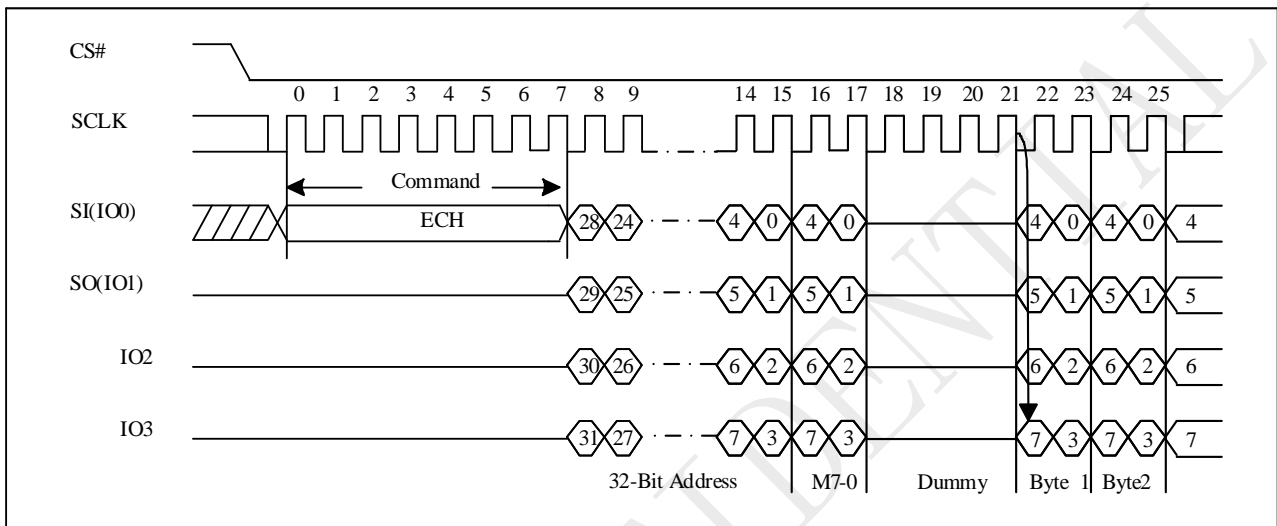 CS#
0 1 2 3 4 5 6 7 8 9 14 15 16 17 18 19 20 21 22 23 24 25
SCLK
Command
SI(IO0) ECH 28 24 4 0 4 0 4 0 4 0 4
SO(IO1) 29 25 5 1 5 1 5 1 5 1 5
IO2 30 26 6 2 6 2 6 2 6 2 6
IO3 31 27 7 3 7 3 7 3 7 3 7
32-Bit Address M7-0 Dummy Byte 1 Byte2
DENTIAL